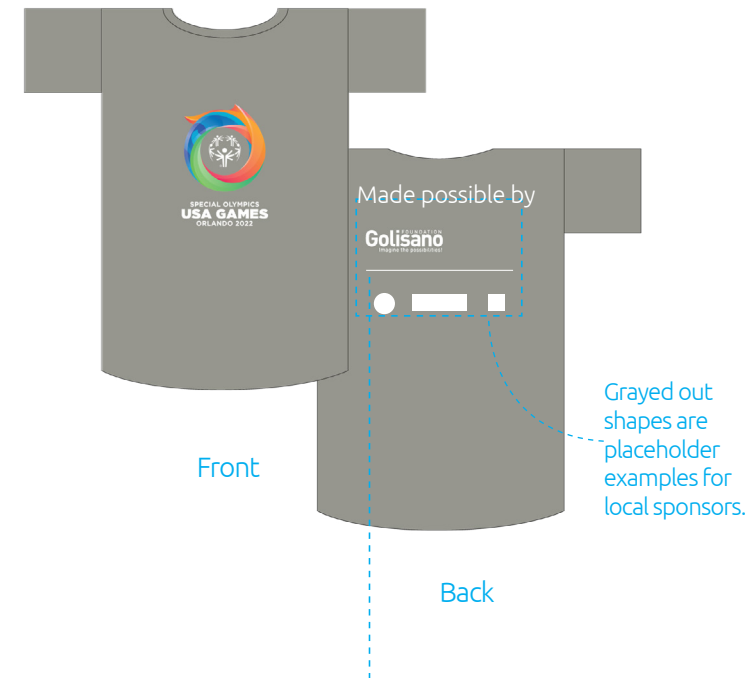 SPECIAL OLYMPICS
USA GAMES
ORLANDO 2022
Made possible by
FOUNDATION
Golisano
Imagine the possibilities!
Grayed out
shapes are
placeholder
examples for
local sponsors.
Front
Back